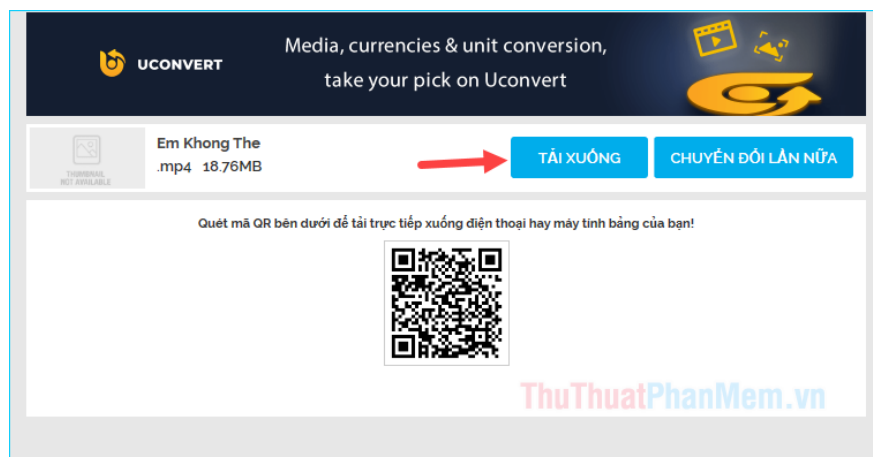 UCONVERT
Media, currencies & unit conversion,
take your pick on Uconvert
Em Khong The
.mp4 18.76MB
THUMBNAIL
NOT AVAILABLE
TẢI XUỐNG
CHUYỂN ĐỔI LẦN NỮA
Quét mã QR bên dưới để tải trực tiếp xuống điện thoại hay máy tính bảng của bạn!
ThuThuatPhanMem.vn